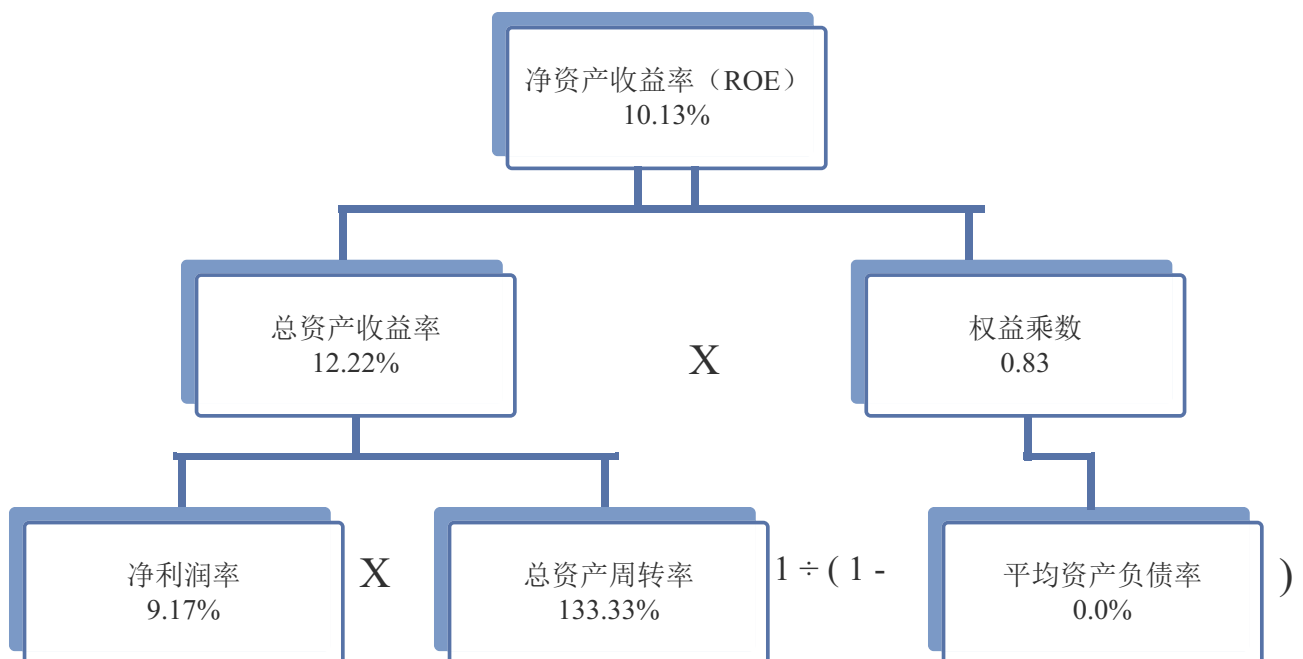 净资产收益率（ROE）
10.13%
总资产收益率
12.22%
X
权益乘数
0.83
净利润率
9.17%
X
总资产周转率
133.33%
1 ÷ ( 1 -
平均资产负债率
0.0%
)